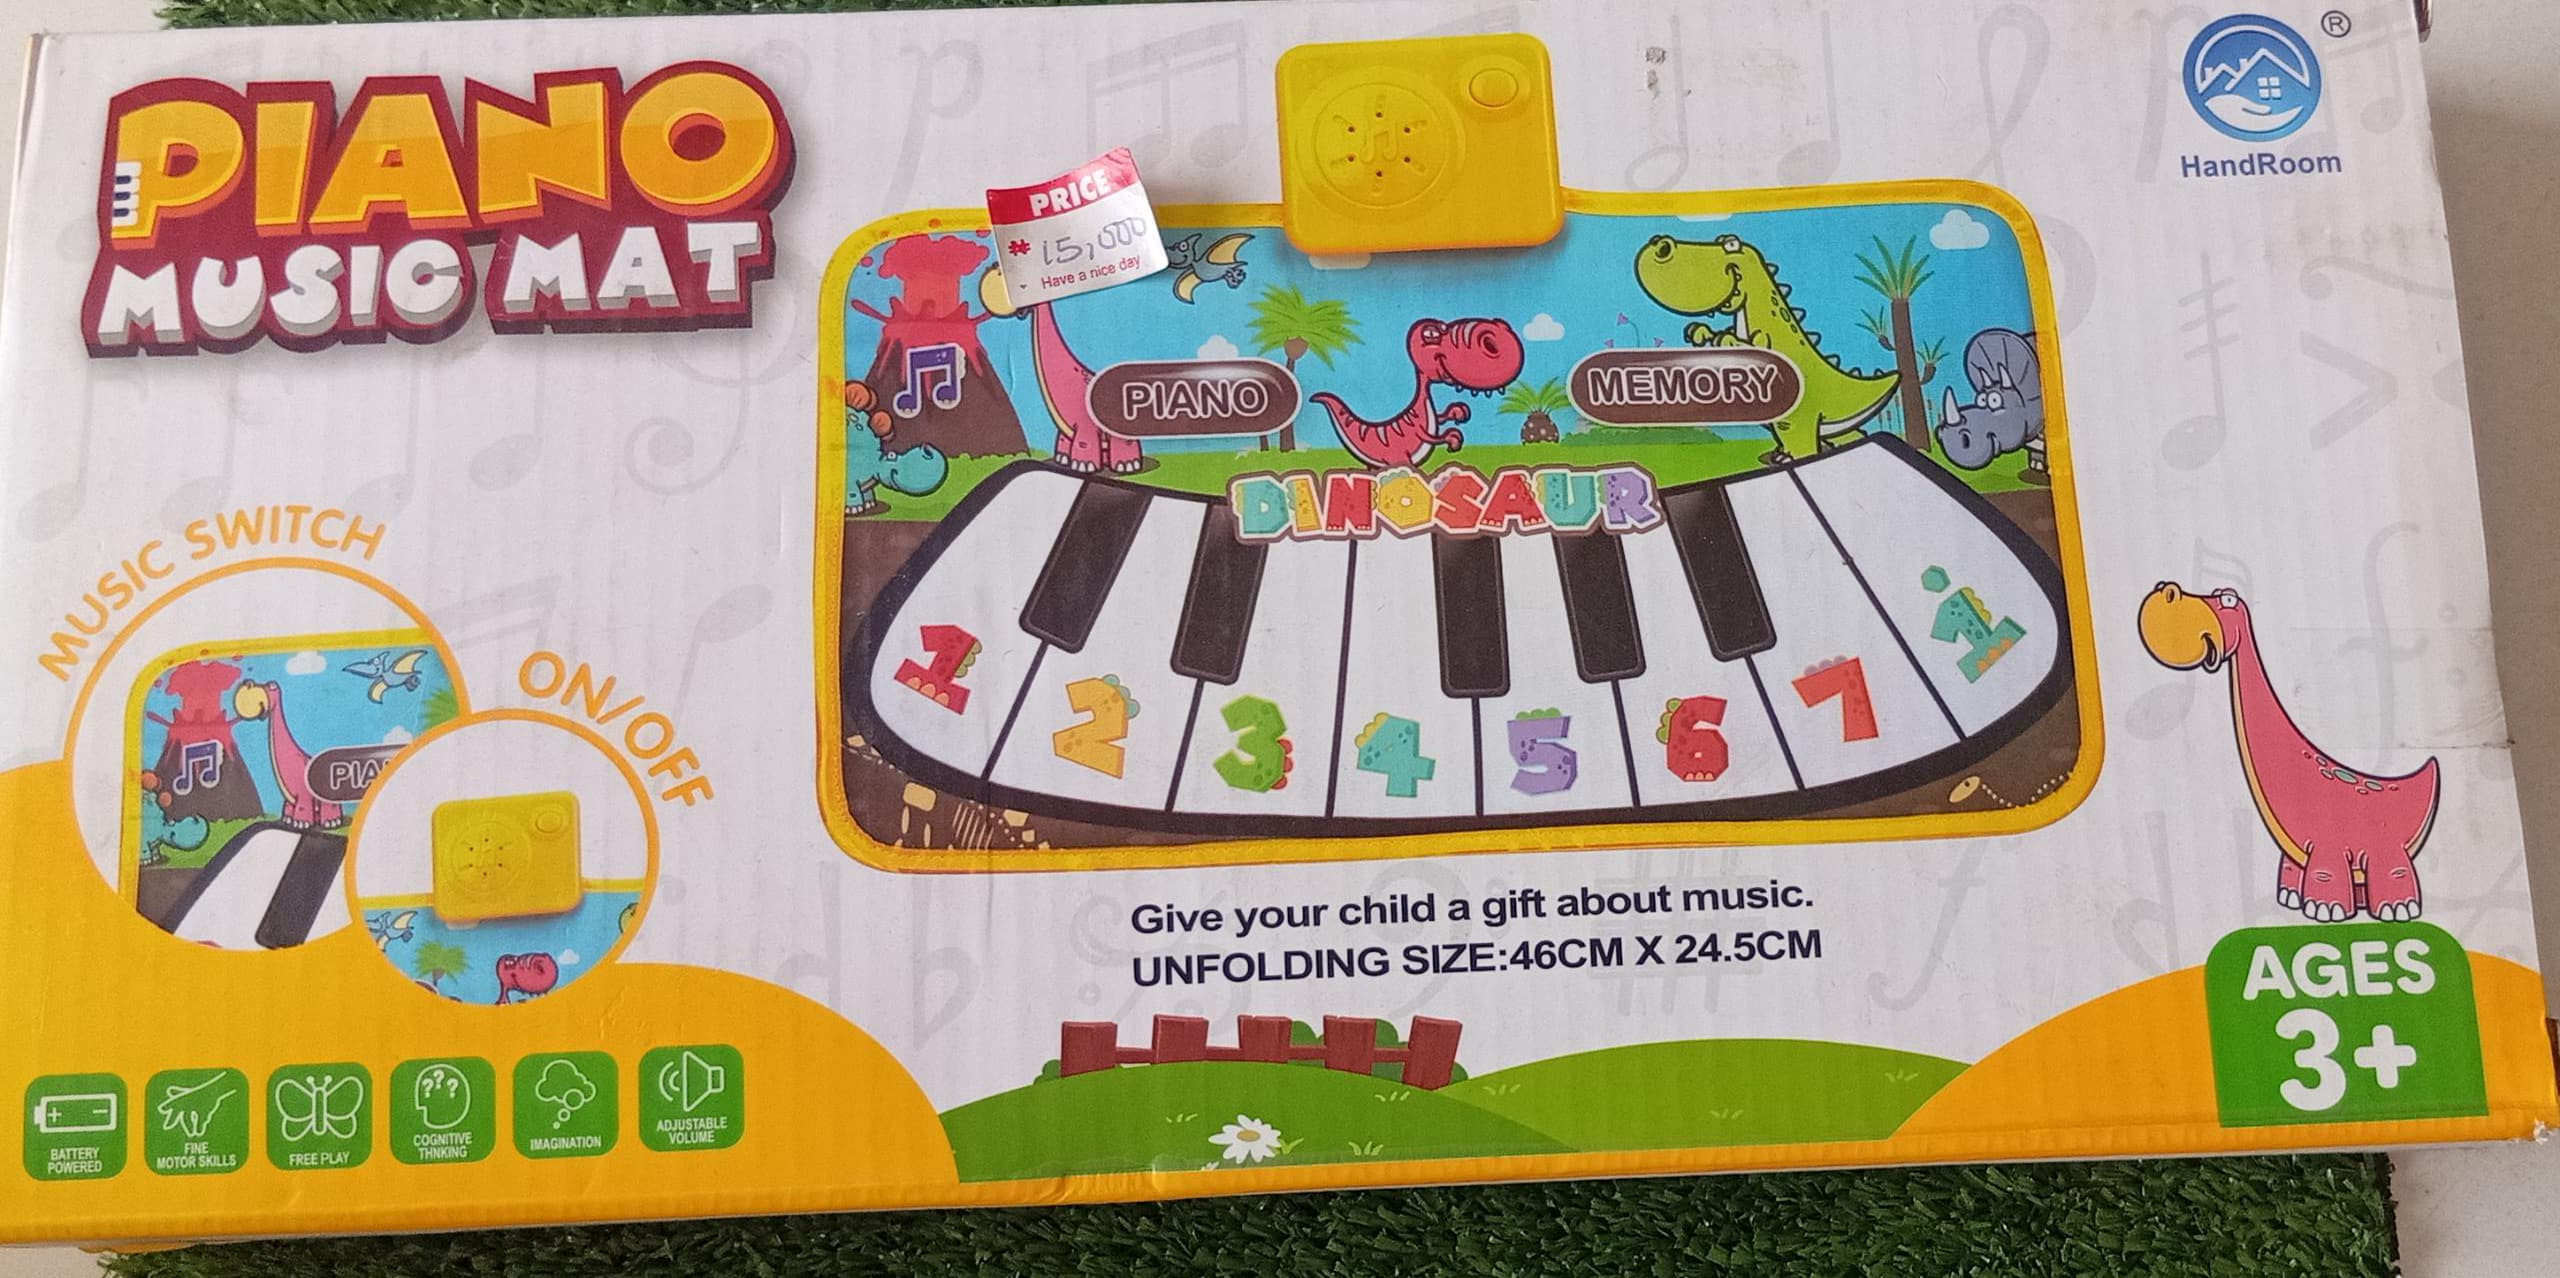 PIANO
MUSIC MAT
®
HandRoom
PRICE
₦ 15,000
Have a nice day
PIANO
MEMORY
DINOSAUR
1 2 3 4 5 6 7 i
MUSIC SWITCH
PIA
ON/OFF
Give your child a gift about music.
UNFOLDING SIZE:46CM X 24.5CM
AGES
3+
BATTERY
POWERED
FINE
MOTOR SKILLS
FREE PLAY
???
COGNITIVE
THNKING
IMAGINATION
ADJUSTABLE
VOLUME